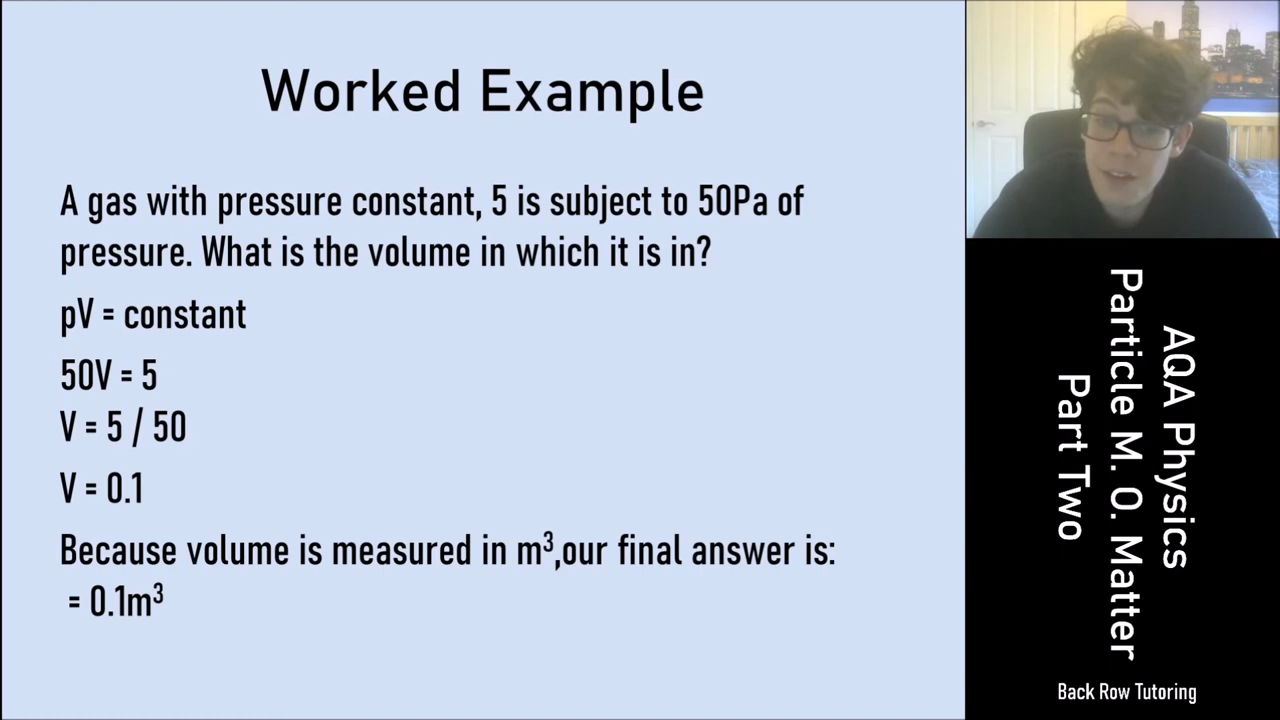 Worked Example
A gas with pressure constant, 5 is subject to 50Pa of
pressure. What is the volume in which it is in?
pV = constant
50V = 5
V = 5 / 50
V = 0.1
Because volume is measured in m³,our final answer is:
= 0.1m³
AQA Physics
Particle M. O. Matter
Part Two
Back Row Tutoring